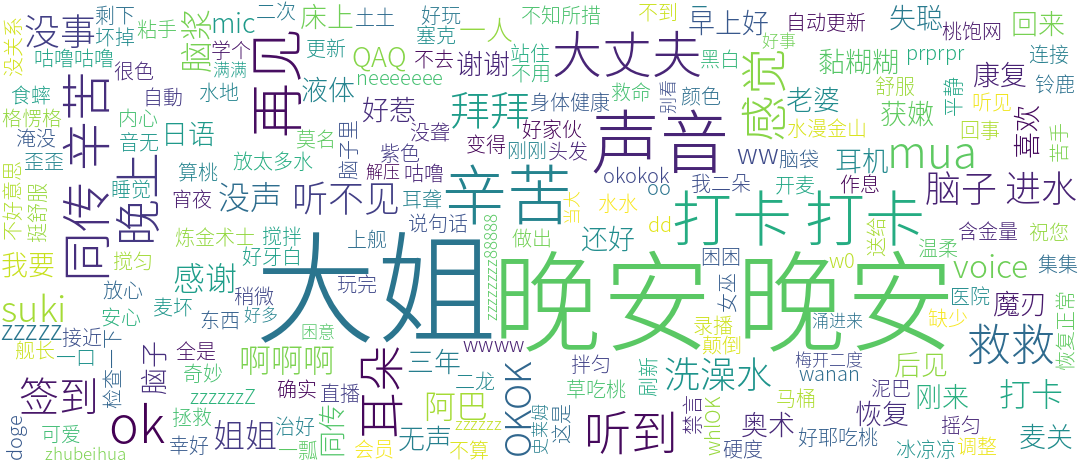 没关系
剩下
粘手
二次
床上
土土
好玩
不知所措
不到
三
早上好
自动更新
失聪
桃饱网
回来
没事
坏掉
脑浆
mic
更新
塞克
一人
站住
好事
黑白
prprpr
连接
咕噜咕噜
学个
QAQ
不去
谢谢
不用
大丈夫
黏糊糊
康复
铃鹿
很色
满满
neeeeeee
液体
救命
别看
颜色
感觉
舒服
平静
听见
食蟀
自動
水地
再见
好惹
拜拜
身体健康
老婆
获嫩
喜欢
苦手
格愣格
辛苦
内心
莫名
没聋
好家伙
声音
水漫金山
回事
淹没
音无
日语
脑子里
紫色
变得
刚刚
头发
ww
脑袋
耳机
mua
歪歪
算桃
放太多水
解压
咕噜
okokok
oo
我二朵
开麦
作息
脑子 进水
不好意思
挺舒服
睡觉
宵夜
没声
听不见
耳聋
辛苦
当大
水水
dd
打卡 打卡
送给
含金量
祝您
同传
晚上
炼金术士
搅拌
上舰
说句话
做出
还好
困困
w0
温柔
voice
集集
我要
搅匀
好牙白
感谢
大姐
zzzzzzz8888
晚安 晚安
女巫
医院
恢复正常
suki
放心
安心
麦坏
稍微
玩完
录播
颠倒
涌进来
缺少
魔刃
zzzzz
接近
东西
好多
困意
wwww
拌匀
刷新
梅开二度
救救
舰长
一口
检查一下
全是
奇妙
啊啊啊
耳朵
三年
草吃桃
洗澡水
wanan
后见
签到
脑子
zzzzzzZ
确实
直播
二龙
OKOK
禁言
马桶
泥巴
刚来
打卡
doge
ok
拯救
姐姐
治好
同传
阿巴
zzzzzz
史莱姆
这是
听到
whlOK
奥术
恢复
摇匀
可爱
幸好
一瓢
会员
无声
不算
硬度
好耶吃桃
冰凉凉
调整
麦关
zhubeihua